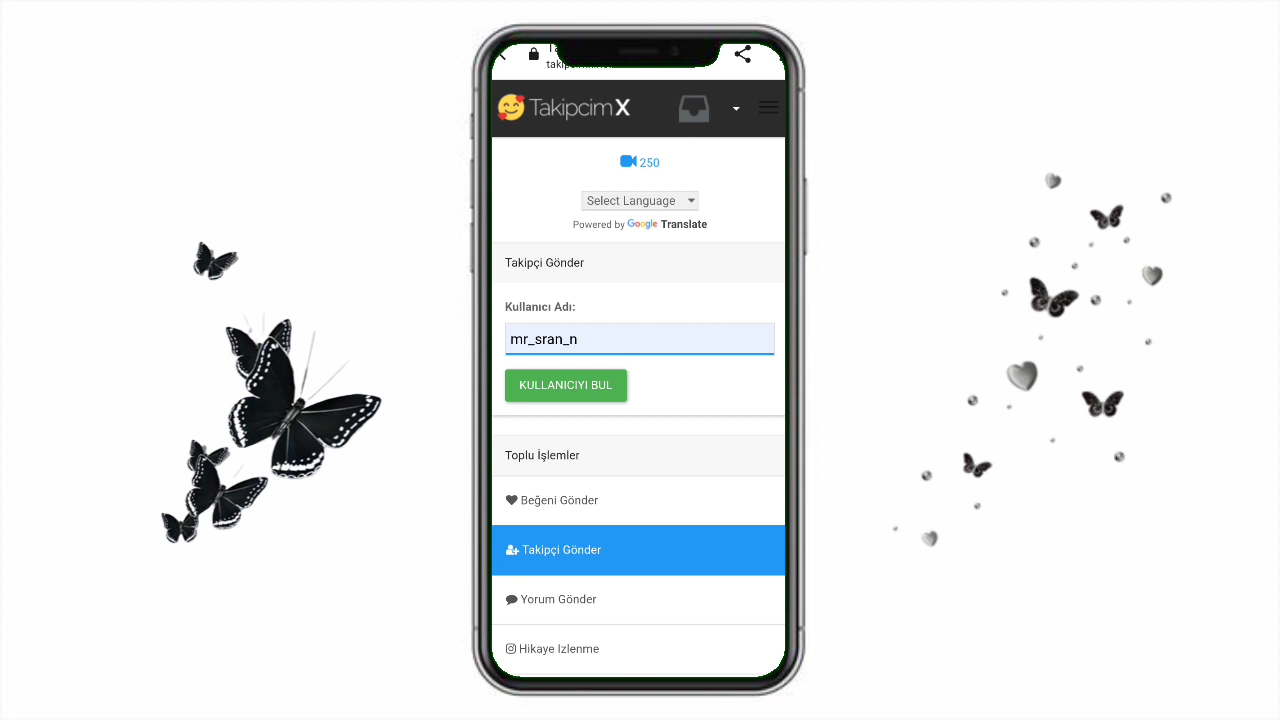 Takipcim X
250
Select Language
Powered by Google Translate
Takipçi Gönder
Kullanıcı Adı:
mr_sran_n
KULLANICIYI BUL
Toplu İşlemler
Beğeni Gönder
Takipçi Gönder
Yorum Gönder
Hikaye Izlenme